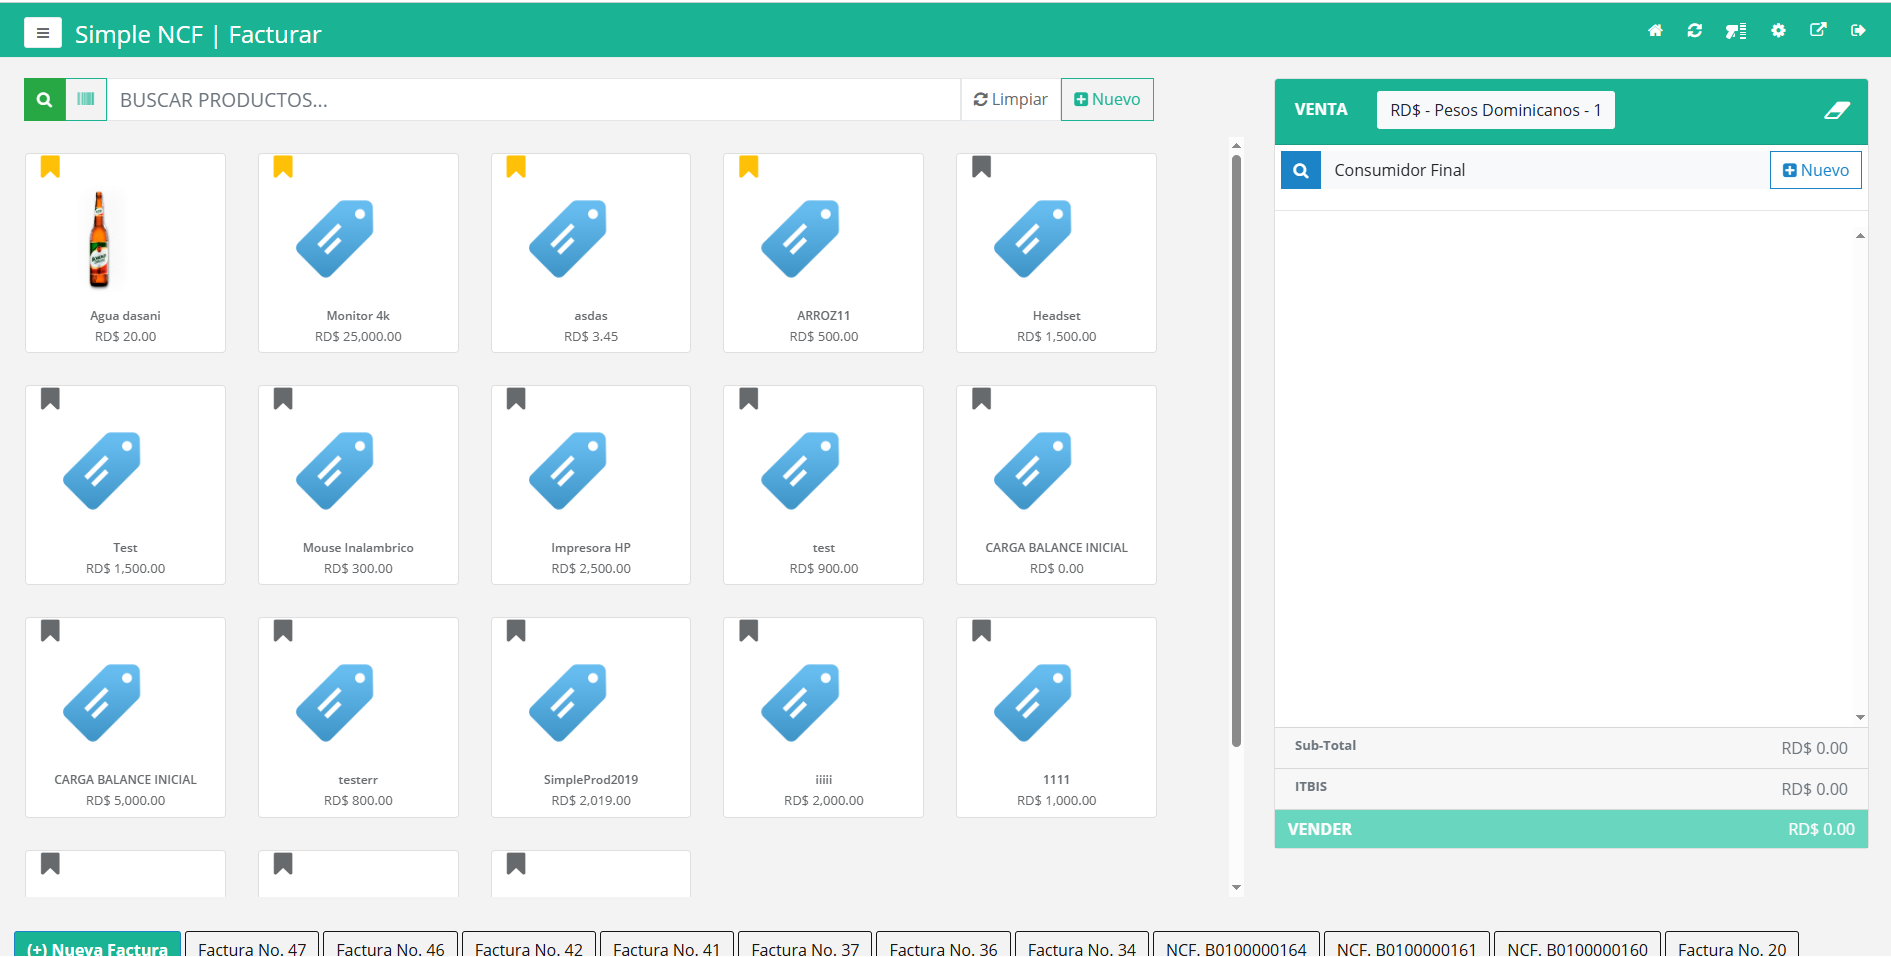 Simple NCF | Facturar
BUSCAR PRODUCTOS...
Limpiar
Nuevo
Agua dasani
RD$ 20.00
Monitor 4k
RD$ 25,000.00
asdas
RD$ 3.45
ARROZ11
RD$ 500.00
Headset
RD$ 1,500.00
Test
RD$ 1,500.00
Mouse Inalambrico
RD$ 300.00
Impresora HP
RD$ 2,500.00
test
RD$ 900.00
CARGA BALANCE INICIAL
RD$ 0.00
CARGA BALANCE INICIAL
RD$ 5,000.00
testerr
RD$ 800.00
SimpleProd2019
RD$ 2,019.00
iiiii
RD$ 2,000.00
1111
RD$ 1,000.00
VENTA
RD$ - Pesos Dominicanos - 1
Consumidor Final
Nuevo
Sub-Total
RD$ 0.00
ITBIS
RD$ 0.00
VENDER
RD$ 0.00
(+) Nueva Factura
Factura No. 47
Factura No. 46
Factura No. 42
Factura No. 41
Factura No. 37
Factura No. 36
Factura No. 34
NCF. B0100000164
NCF. B0100000161
NCF. B0100000160
Factura No. 20